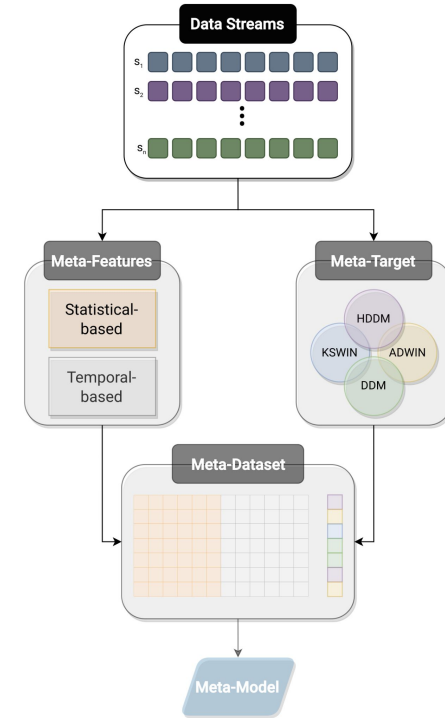 Data Streams
S1
S2
Sn
Meta-Features
Meta-Target
Statistical-
based
Temporal-
based
HDDM
KSWIN
ADWIN
DDM
Meta-Dataset
Meta-Model